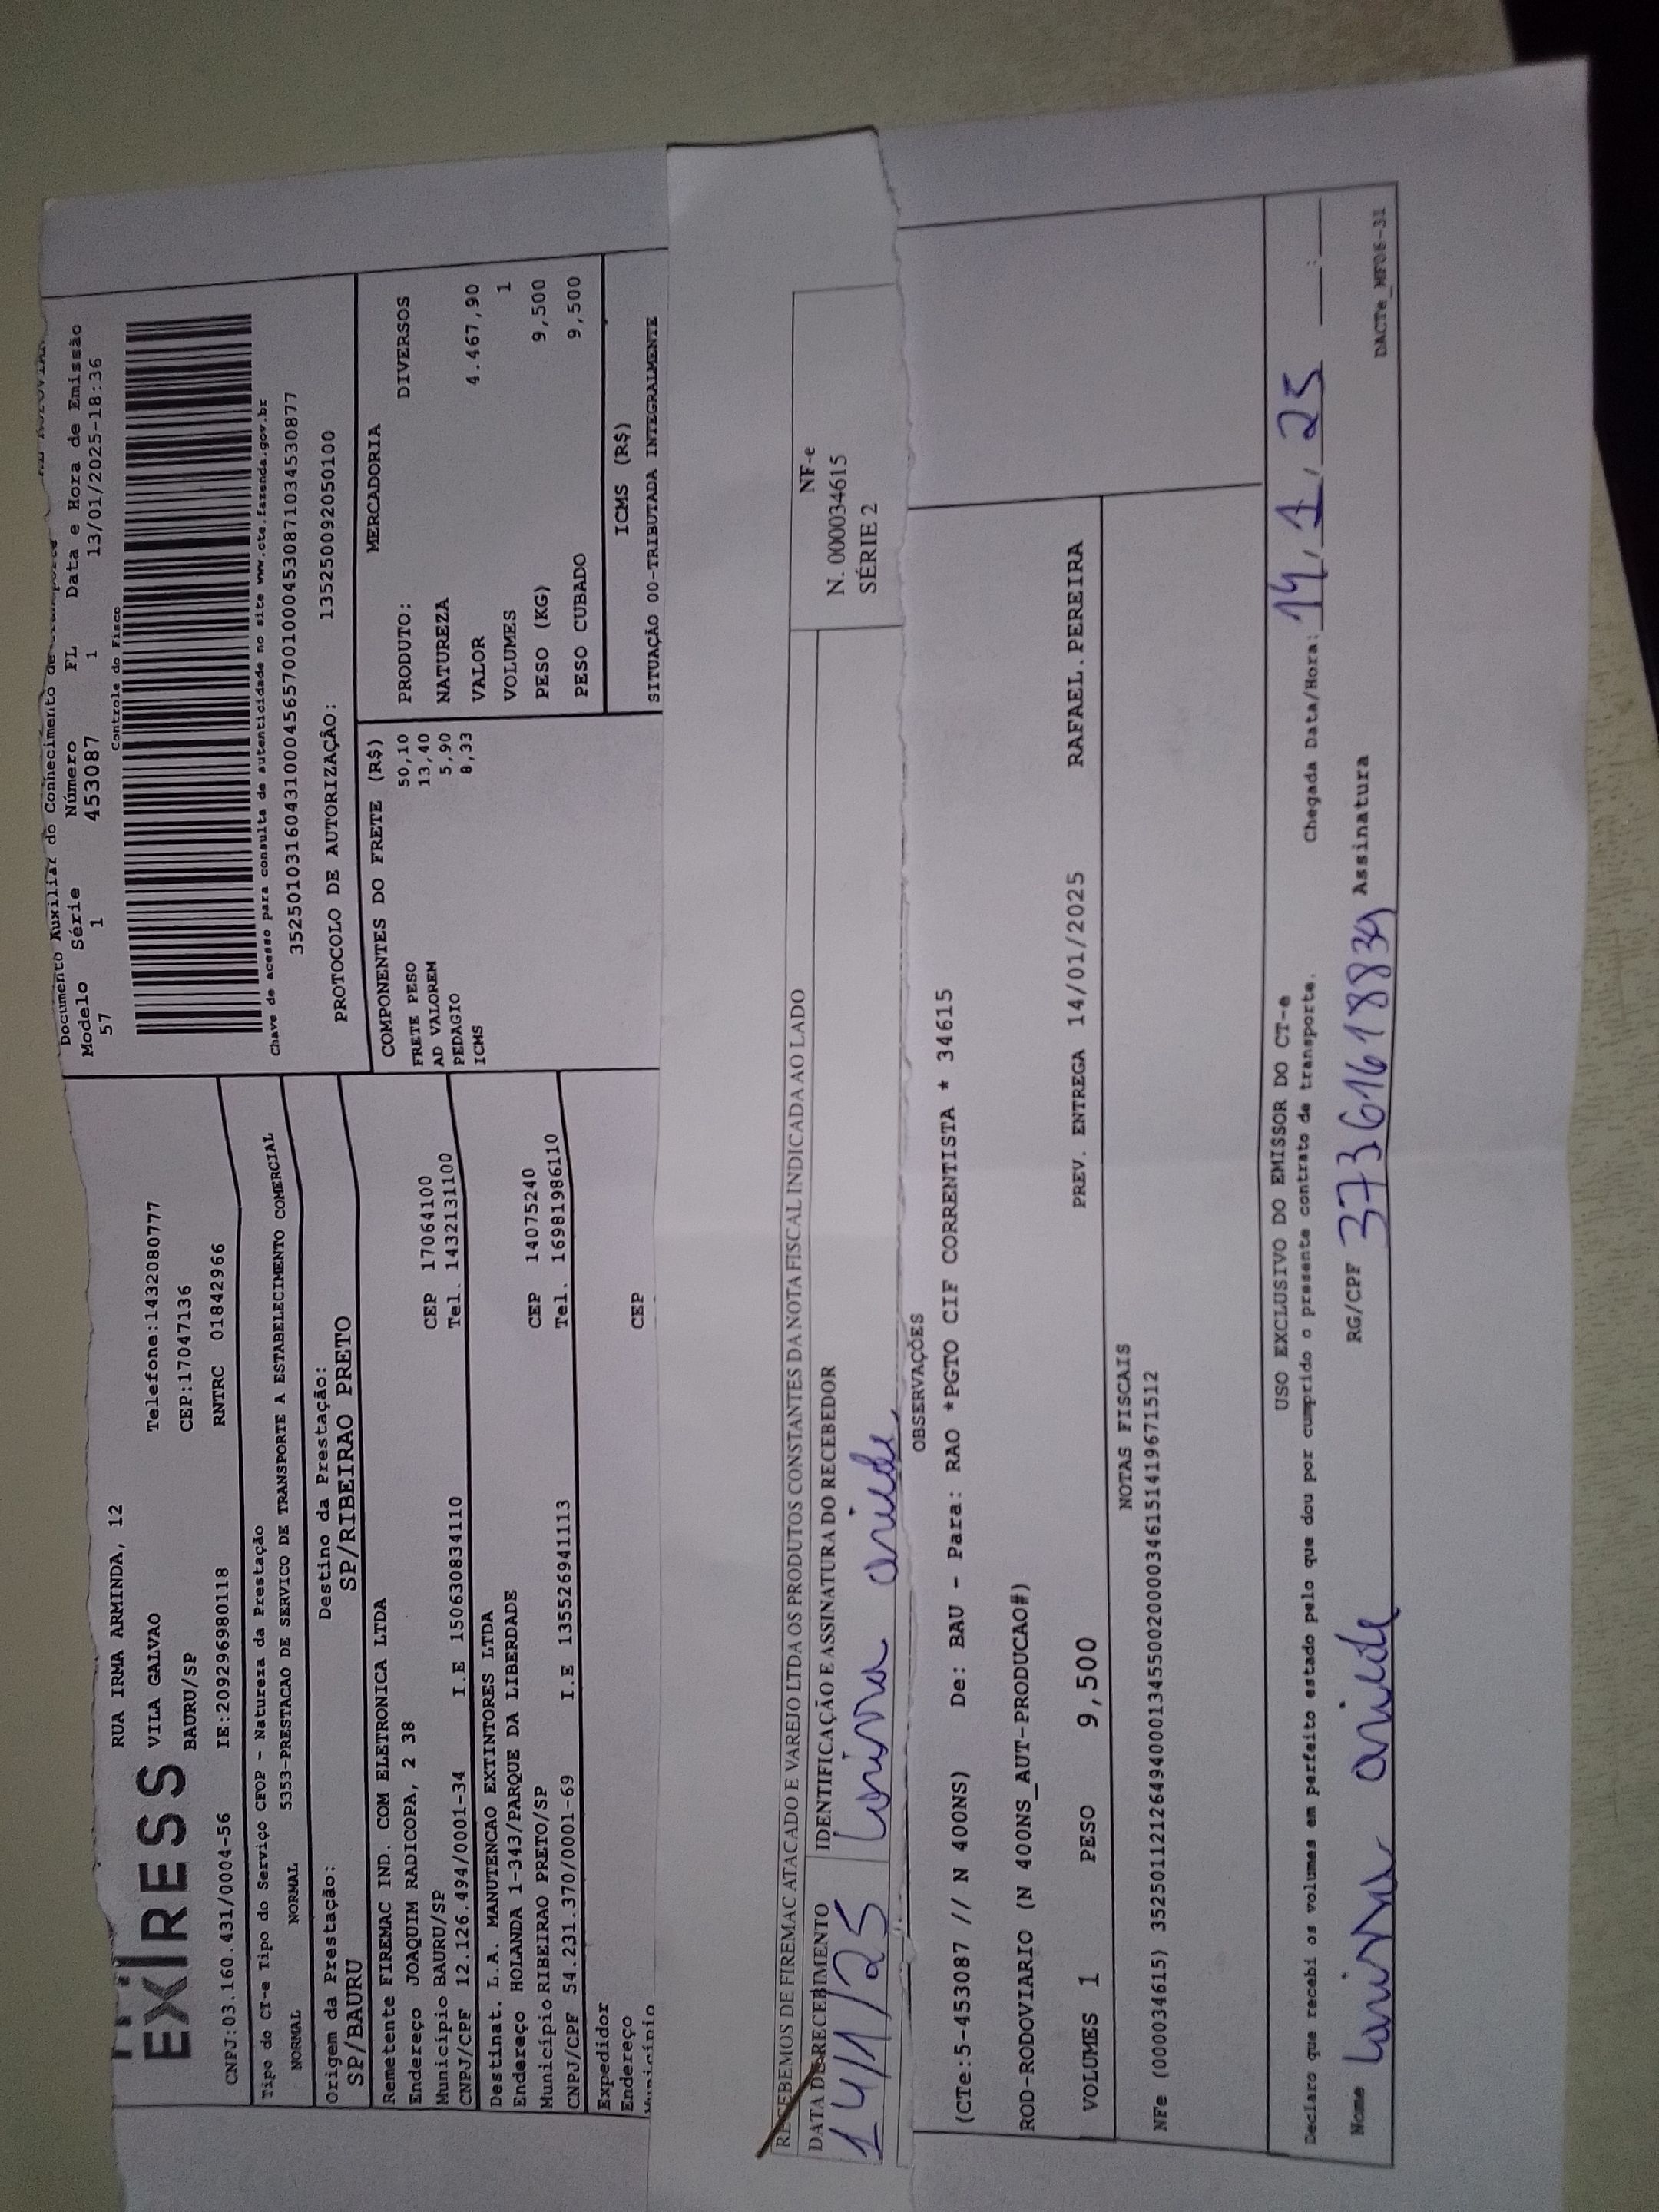 Documento Auxiliar do Conhecimento de
Modelo Série Número FL Data e Hora de Emissão
57 1 453087 1 13/01/2025-18:36
Controle do Fisco
Chave de acesso para consulta de autenticidade no site www.cte.fazenda.gov.br
35250103160431000456570010004530871034530877
PROTOCOLO DE AUTORIZAÇÃO: 135250092050100
EXPRESS
RUA IRMA ARMINDA, 12
VILA GALVAO Telefone:1432080777
BAURU/SP CEP:17047136
CNPJ:03.160.431/0004-56 IE:209296980118 RNTRC 01842966
Tipo do CT-e Tipo do Serviço CFOP - Natureza da Prestação
NORMAL NORMAL 5353-PRESTACAO DE SERVICO DE TRANSPORTE A ESTABELECIMENTO COMERCIAL
Origem da Prestação: Destino da Prestação:
SP/BAURU SP/RIBEIRAO PRETO
Remetente FIREMAC IND. COM ELETRONICA LTDA
Endereço JOAQUIM RADICOPA, 2 38
Município BAURU/SP CEP 17064100
CNPJ/CPF 12.126.494/0001-34 I.E 150630834110 Tel. 1432131100
Destinat. L.A. MANUTENCAO EXTINTORES LTDA
Endereço HOLANDA 1-343/PARQUE DA LIBERDADE
Município RIBEIRAO PRETO/SP CEP 14075240
CNPJ/CPF 54.231.370/0001-69 I.E 135526941113 Tel. 16981986110
Expedidor
Endereço
Município CEP
COMPONENTES DO FRETE (R$)
FRETE PESO 50,10
AD VALOREM 13,40
PEDAGIO 5,90
ICMS 8,33
MERCADORIA
PRODUTO: DIVERSOS
NATUREZA
VALOR 4.467,90
VOLUMES 1
PESO (KG) 9,500
PESO CUBADO 9,500
ICMS (R$)
SITUAÇÃO 00-TRIBUTADA INTEGRALMENTE
RECEBEMOS DE FIREMAC ATACADO E VAREJO LTDA OS PRODUTOS CONSTANTES DA NOTA FISCAL INDICADA AO LADO
DATA DE RECEBIMENTO IDENTIFICAÇÃO E ASSINATURA DO RECEBEDOR
14/1/25
NF-e
N. 000034615
SÉRIE 2
OBSERVAÇÕES
(CTe:5-453087 // N 400NS) De: BAU - Para: RAO *PGTO CIF CORRENTISTA * 34615
ROD-RODOVIARIO (N 400NS_AUT-PRODUCAO#)
VOLUMES 1 PESO 9,500 PREV. ENTREGA 14/01/2025 RAFAEL.PEREIRA
NOTAS FISCAIS
NFe (000034615) 35250112126494000134550020000346151419671512
USO EXCLUSIVO DO EMISSOR DO CT-e
Declaro que recebi os volumes em perfeito estado pelo que dou por cumprido o presente contrato de transporte. Chegada Data/Hora: 14/1/25 __:__
Nome RG/CPF 37361618839 Assinatura
DACTe_MF06-31